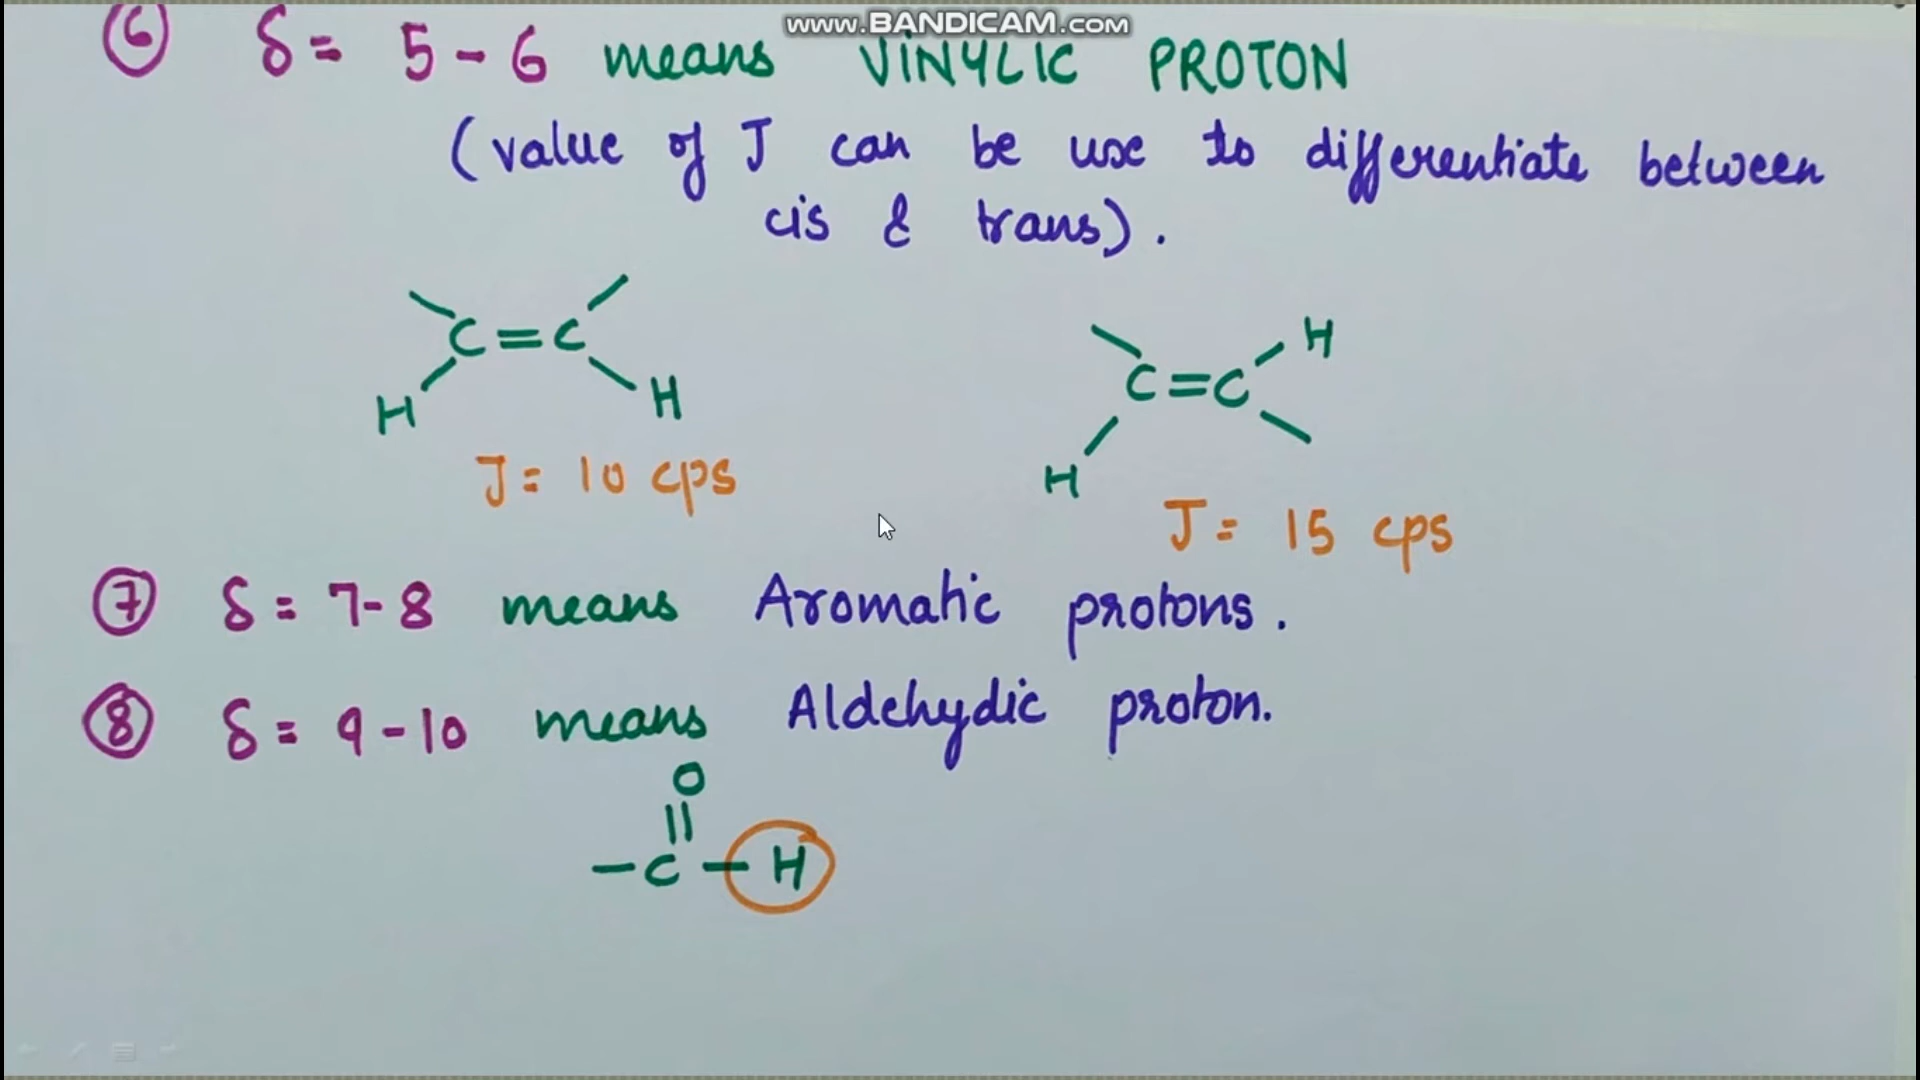 www.BANDICAM.com
⑥ δ = 5 - 6 means VINYLIC PROTON
(value of J can be use to differentiate between
cis & trans).
C=C
H H
J = 10 cps
H
C=C
H
J = 15 cps
⑦ δ = 7-8 means Aromatic protons.
⑧ δ = 9-10 means Aldehydic proton.
O
||
-C-H